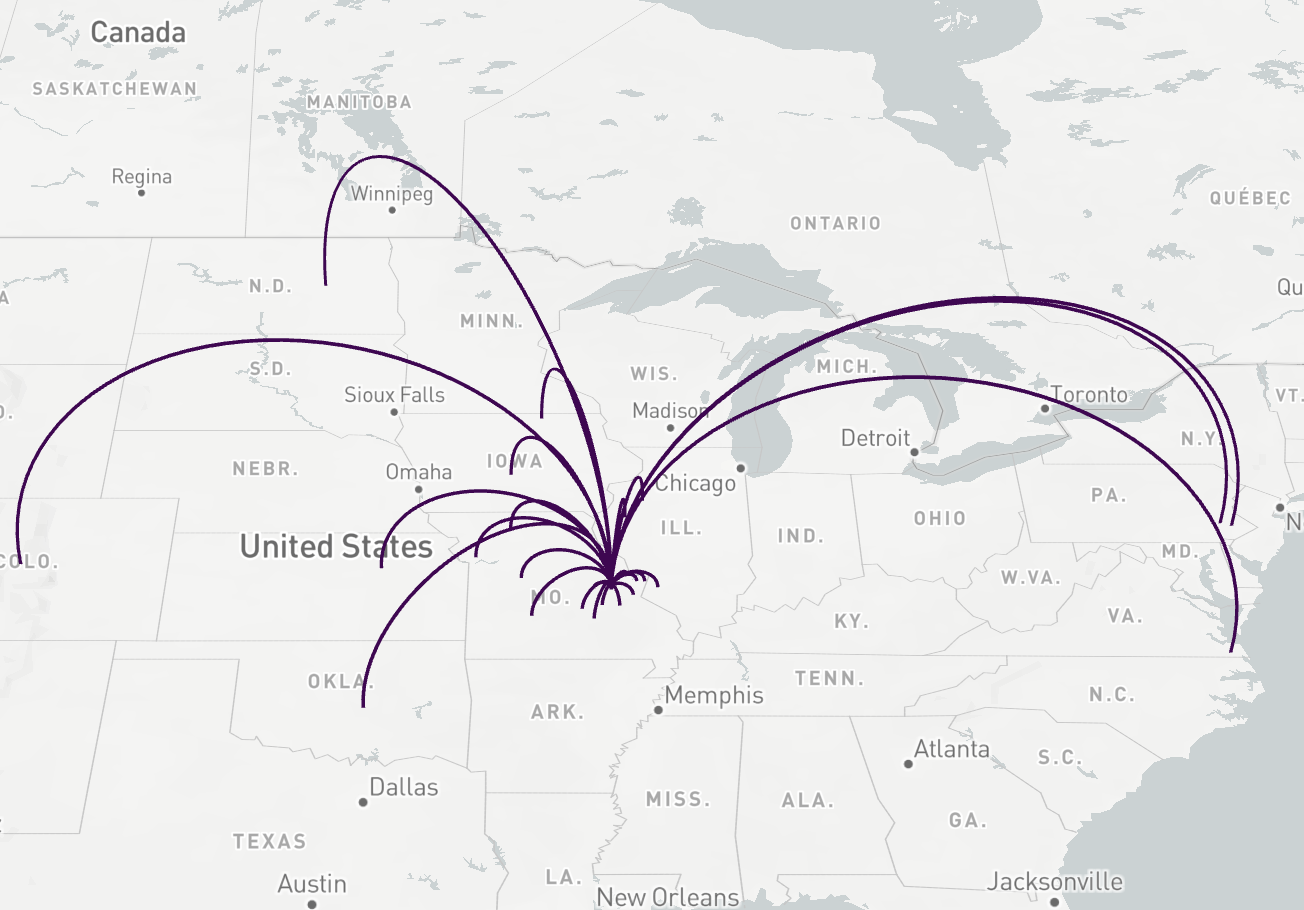 Canada
SASKATCHEWAN
MANITOBA
Regina
Winnipeg
QUÉBEC
ONTARIO
N.D.
Qu
A
MINN.
S.D.
WIS.
MICH.
Sioux Falls
Toronto
VT.
Madison
O.
Detroit
N.Y.
IOWA
NEBR.
Omaha
Chicago
PA.
OHIO
ILL.
IND.
N
United States
MD.
COLO.
W.VA.
MO.
VA.
KY.
OKLA.
TENN.
Memphis
N.C.
ARK.
Atlanta
S.C.
Dallas
MISS.
ALA.
GA.
TEXAS
LA.
Austin
Jacksonville
New Orleans